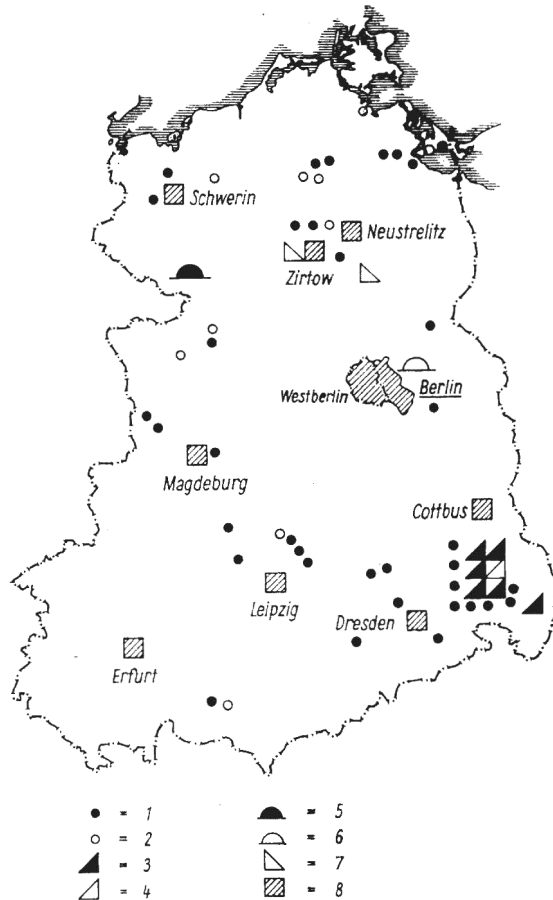 Schwerin
Neustrelitz
Zirtow
Westberlin
Berlin
Magdeburg
Cottbus
Leipzig
Dresden
Erfurt
= 1
= 5
= 2
= 6
= 3
= 7
= 4
= 8